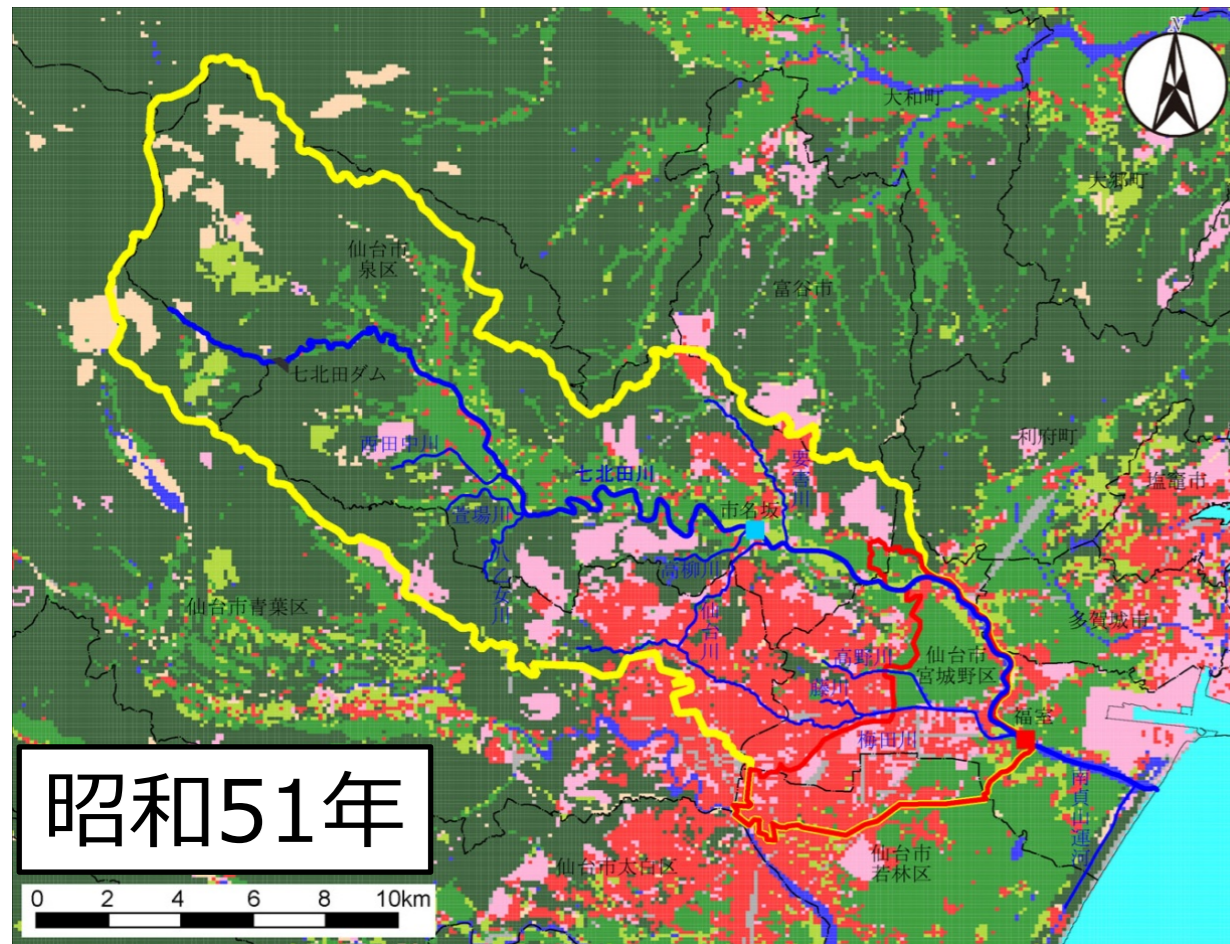 N
大和町
大郷町
仙台市
泉区
富谷市
七北田ダム
利府町
西田中川
七北田川
要害川
塩竈市
市名坂
萱場川
八乙女川
高柳川
仙台川
仙台市青葉区
多賀城市
高野川
仙台市
宮城野区
藤川
福室
梅田川
南貞山運河
昭和51年
仙台市太白区
仙台市
若林区
0 2 4 6 8 10km